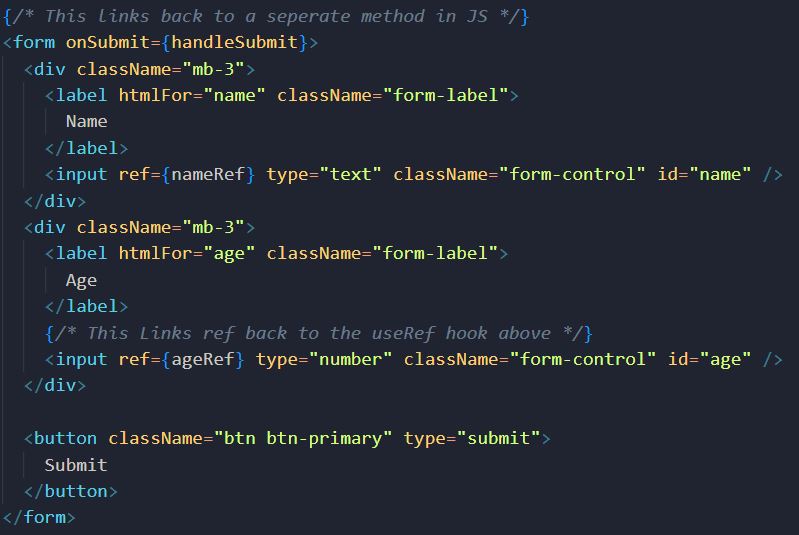 {/* This links back to a seperate method in JS */}
<form onSubmit={handleSubmit}>
  <div className="mb-3">
    <label htmlFor="name" className="form-label">
      Name
    </label>
    <input ref={nameRef} type="text" className="form-control" id="name" />
  </div>
  <div className="mb-3">
    <label htmlFor="age" className="form-label">
      Age
    </label>
    {/* This Links ref back to the useRef hook above */}
    <input ref={ageRef} type="number" className="form-control" id="age" />
  </div>

  <button className="btn btn-primary" type="submit">
    Submit
  </button>
</form>